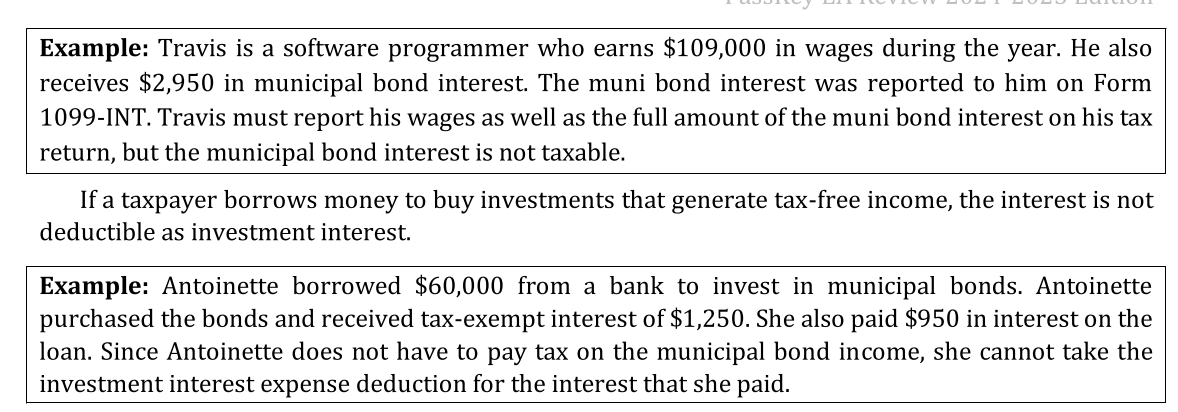 PassKey EA Review 2024-2025 Edition
Example: Travis is a software programmer who earns $109,000 in wages during the year. He also
receives $2,950 in municipal bond interest. The muni bond interest was reported to him on Form
1099-INT. Travis must report his wages as well as the full amount of the muni bond interest on his tax
return, but the municipal bond interest is not taxable.
If a taxpayer borrows money to buy investments that generate tax-free income, the interest is not
deductible as investment interest.
Example: Antoinette borrowed $60,000 from a bank to invest in municipal bonds. Antoinette
purchased the bonds and received tax-exempt interest of $1,250. She also paid $950 in interest on the
loan. Since Antoinette does not have to pay tax on the municipal bond income, she cannot take the
investment interest expense deduction for the interest that she paid.